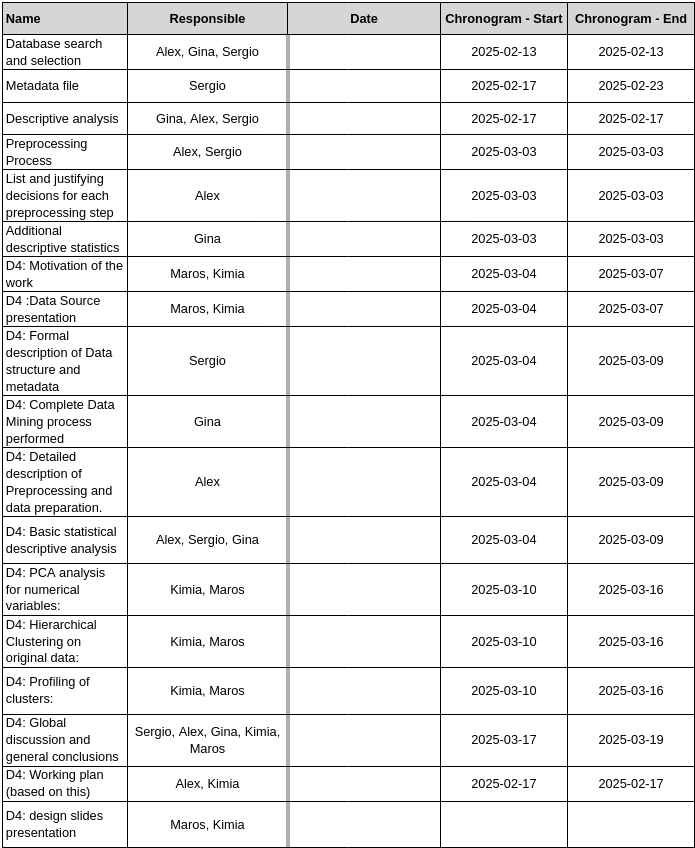 Name Responsible Date Chronogram - Start Chronogram - End
Database search
and selection
Alex, Gina, Sergio 2025-02-13 2025-02-13
Metadata file Sergio 2025-02-17 2025-02-23
Descriptive analysis Gina, Alex, Sergio 2025-02-17 2025-02-17
Preprocessing
Process
Alex, Sergio 2025-03-03 2025-03-03
List and justifying
decisions for each
preprocessing step
Alex 2025-03-03 2025-03-03
Additional
descriptive statistics
Gina 2025-03-03 2025-03-03
D4: Motivation of the
work
Maros, Kimia 2025-03-04 2025-03-07
D4 :Data Source
presentation
Maros, Kimia 2025-03-04 2025-03-07
D4: Formal
description of Data
structure and
metadata
Sergio 2025-03-04 2025-03-09
D4: Complete Data
Mining process
performed
Gina 2025-03-04 2025-03-09
D4: Detailed
description of
Preprocessing and
data preparation.
Alex 2025-03-04 2025-03-09
D4: Basic statistical
descriptive analysis
Alex, Sergio, Gina 2025-03-04 2025-03-09
D4: PCA analysis
for numerical
variables:
Kimia, Maros 2025-03-10 2025-03-16
D4: Hierarchical
Clustering on
original data:
Kimia, Maros 2025-03-10 2025-03-16
D4: Profiling of
clusters:
Kimia, Maros 2025-03-10 2025-03-16
D4: Global
discussion and
general conclusions
Sergio, Alex, Gina, Kimia,
Maros
2025-03-17 2025-03-19
D4: Working plan
(based on this)
Alex, Kimia 2025-02-17 2025-02-17
D4: design slides
presentation
Maros, Kimia